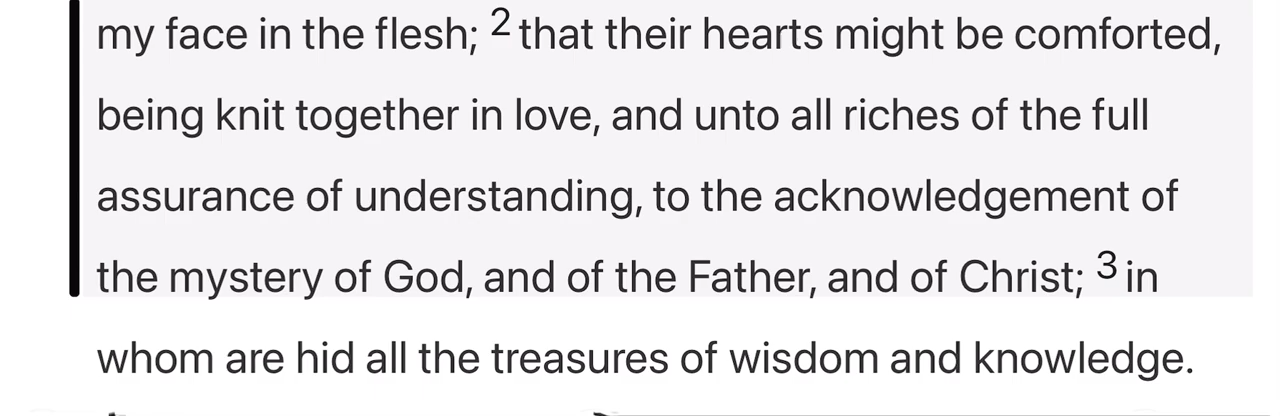 my face in the flesh; 2 that their hearts might be comforted,
being knit together in love, and unto all riches of the full
assurance of understanding, to the acknowledgement of
the mystery of God, and of the Father, and of Christ; 3 in
whom are hid all the treasures of wisdom and knowledge.